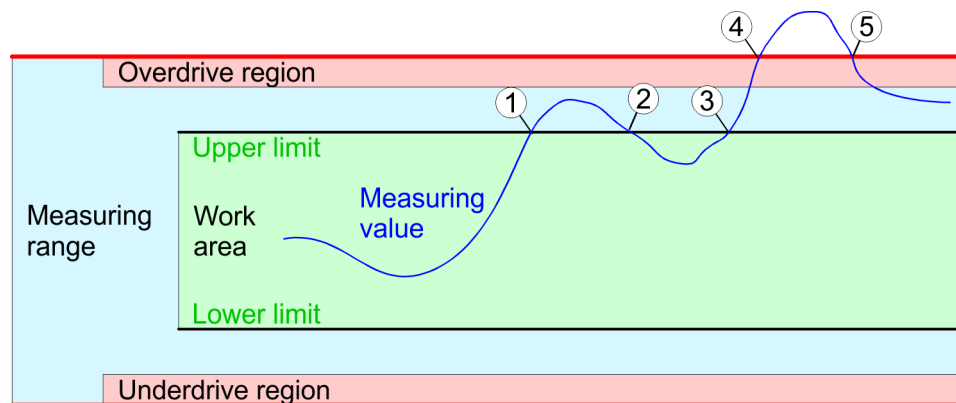 4
5
Overdrive region
1
2
3
Upper limit
Measuring
value
Measuring
range
Work
area
Lower limit
Underdrive region